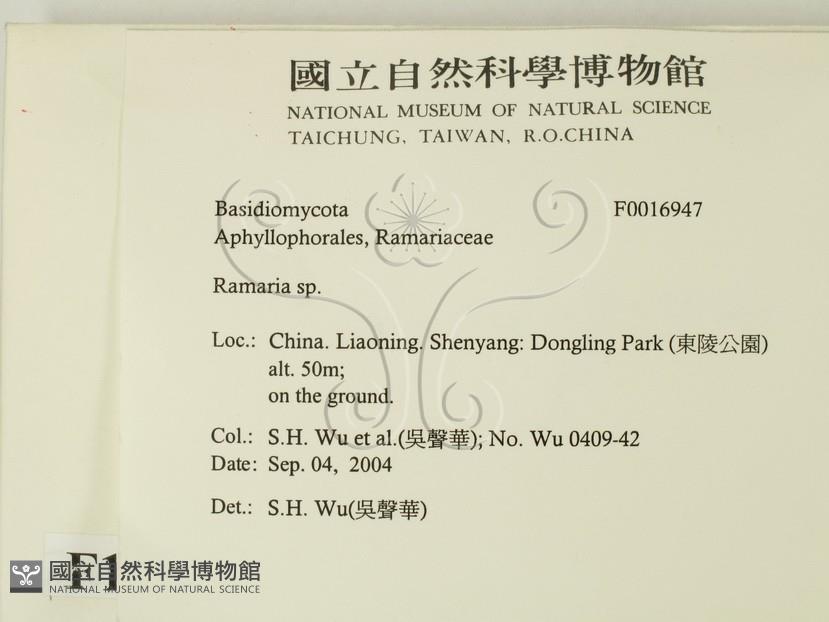 國立自然科學博物館
NATIONAL MUSEUM OF NATURAL SCIENCE
TAICHUNG, TAIWAN, R.O.CHINA
Basidiomycota F0016947
Aphyllophorales, Ramariaceae
Ramaria sp.
Loc.: China. Liaoning. Shenyang: Dongling Park (東陵公園)
alt. 50m;
on the ground.
Col.: S.H. Wu et al.(吳聲華); No. Wu 0409-42
Date: Sep. 04, 2004
Det.: S.H. Wu(吳聲華)
F1
國立自然科學博物館
NATIONAL MUSEUM OF NATURAL SCIENCE